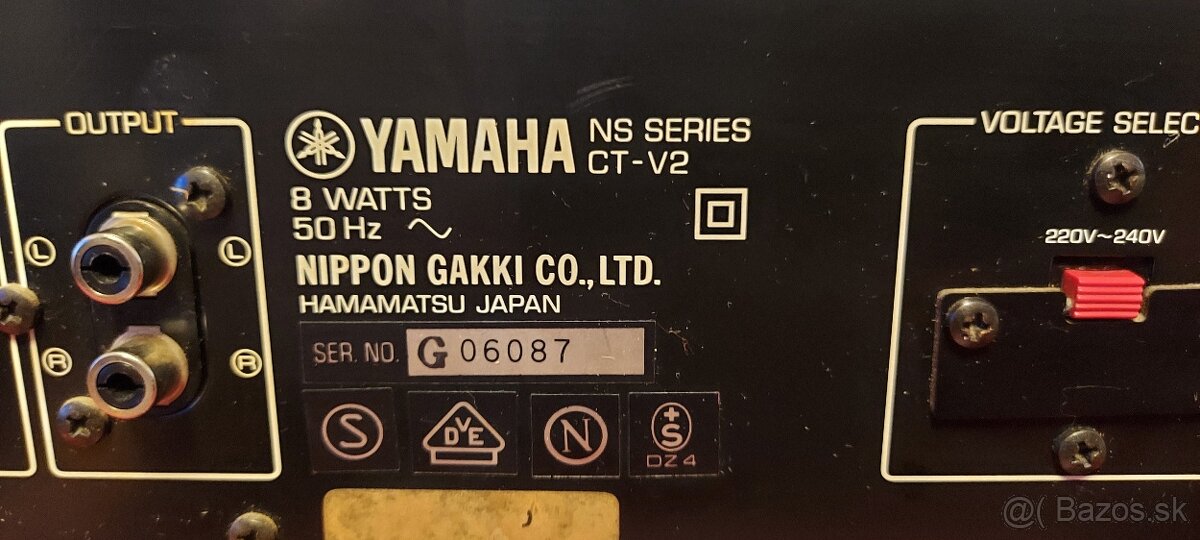 OUTPUT
L
L
R
R
YAMAHA
NS SERIES
CT-V2
8 WATTS
50 Hz ~
NIPPON GAKKI CO., LTD.
HAMAMATSU JAPAN
SER. NO. G 06087
S
DVE
N
+S
DZ 4
VOLTAGE SELEC
220V~240V
@( Bazos.sk